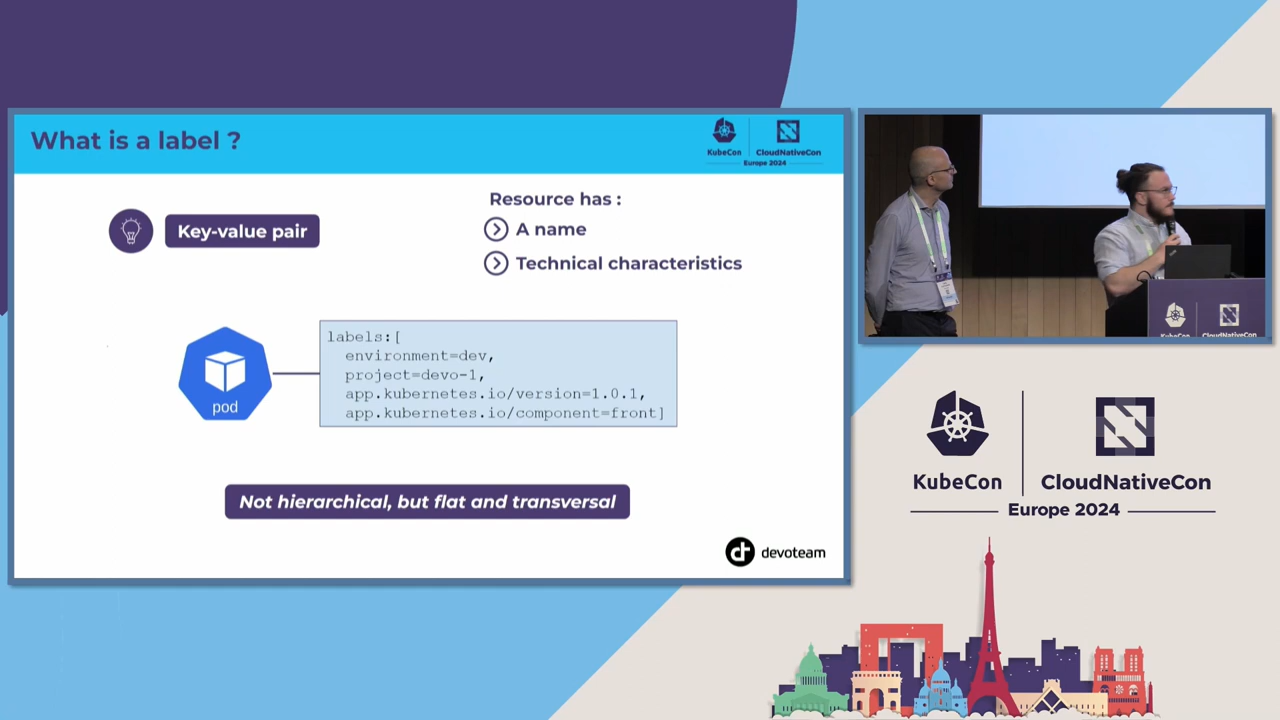 What is a label ?
KubeCon
CloudNativeCon
Europe 2024
Key-value pair
Resource has :
A name
Technical characteristics
pod
labels:[
environment=dev,
project=devo-1,
app.kubernetes.io/version=1.0.1,
app.kubernetes.io/component=front]
Not hierarchical, but flat and transversal
devoteam
KubeCon
CloudNativeCon
KubeCon
CloudNativeCon
Europe 2024